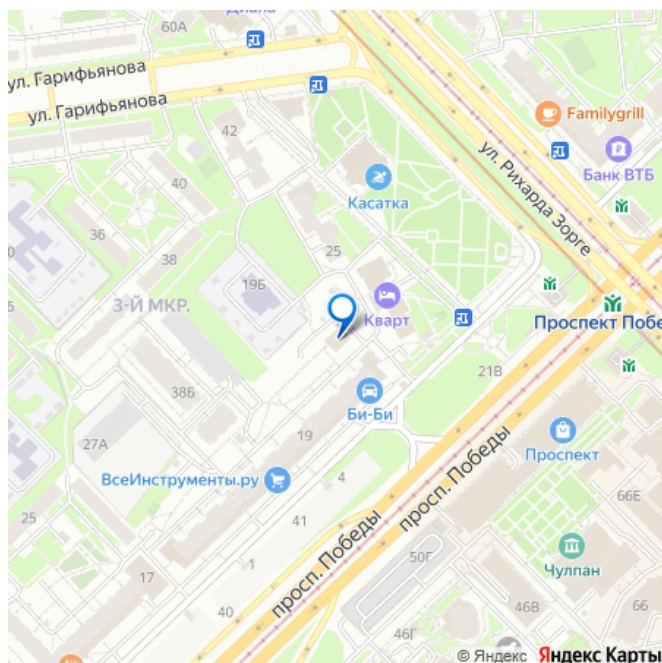 60А
Диана
ул. Гарифьянова
ул. Гарифьянова
Familygrill
42
ул. Рихарда Зорге
Банк ВТБ
40
Касатка
36
25
38
19Б
3-Й МКР.
Кварт
Проспект Побе
21В
38Б
Би-Би
27А
19
Проспект
просп. Победы
ВсеИнструменты.ру
4
66Е
25
41
просп. Победы
Чулпан
1
50Г
17
40
46В
66
46Г
© Яндекс Яндекс Карты